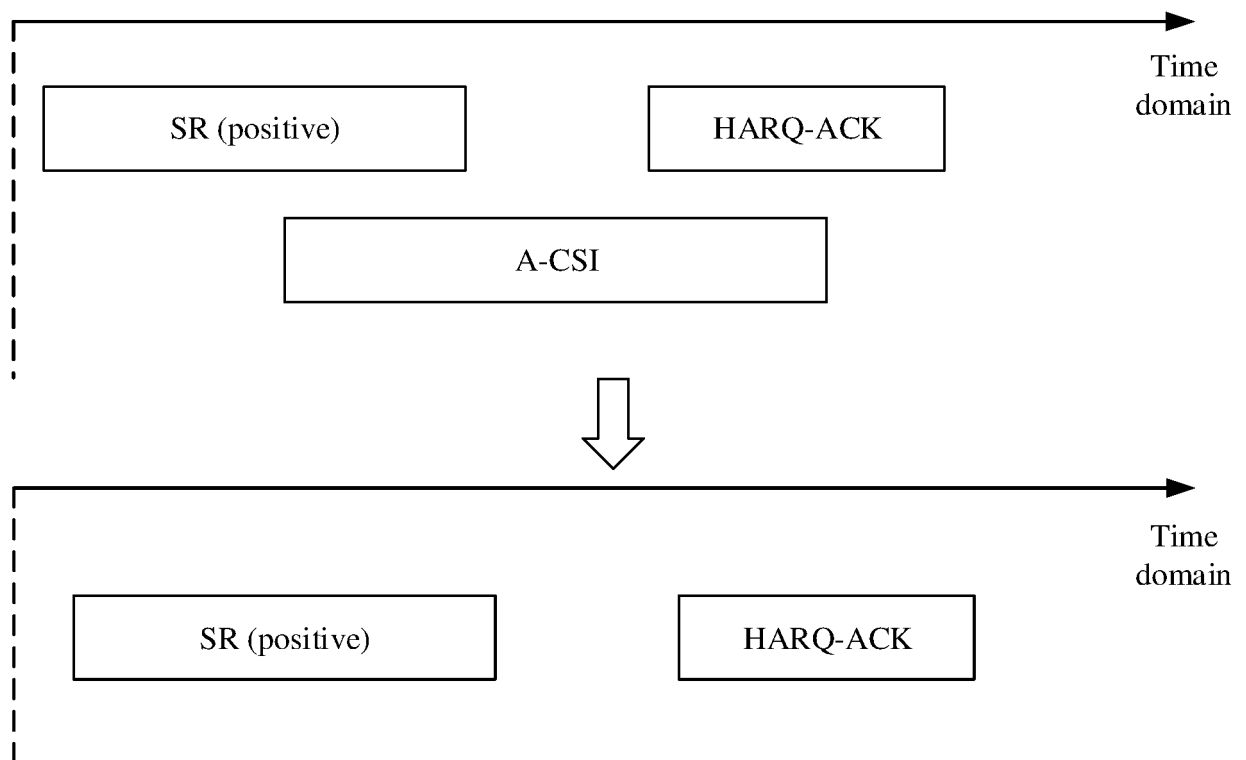 Time
domain
SR (positive)
HARQ-ACK
A-CSI
Time
domain
SR (positive)
HARQ-ACK